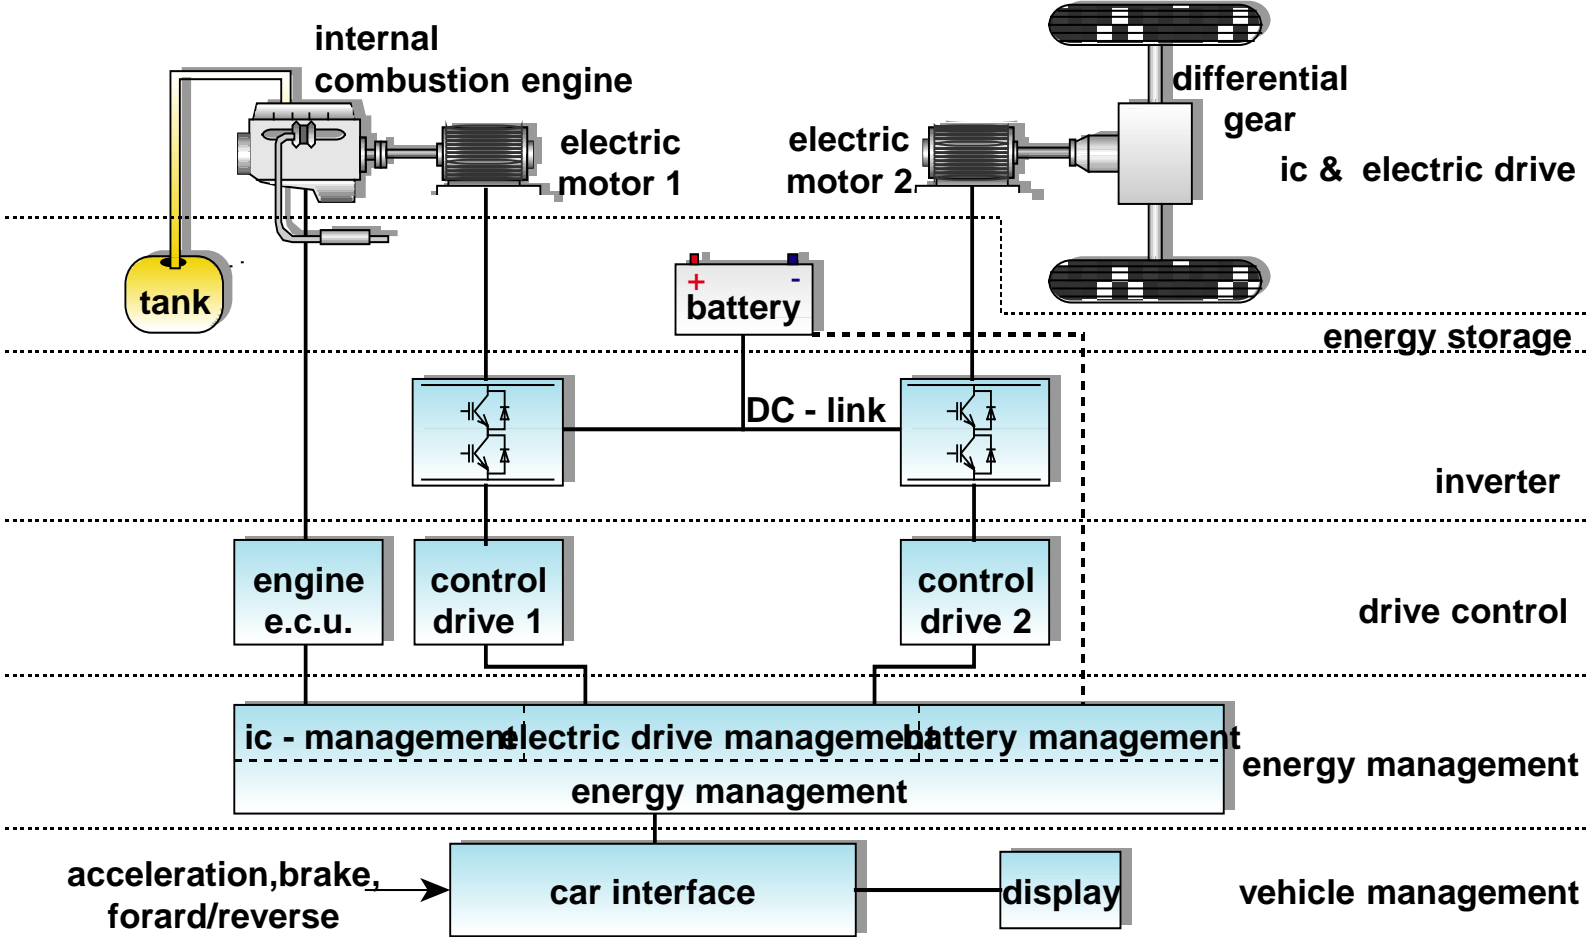 internal
combustion engine
electric
motor 1
electric
motor 2
differential
gear
ic & electric drive
tank
+ -
battery
energy storage
DC - link
inverter
engine
e.c.u.
control
drive 1
control
drive 2
drive control
ic - management
electric drive management
battery management
energy management
energy management
acceleration,brake,
forard/reverse
car interface
display
vehicle management